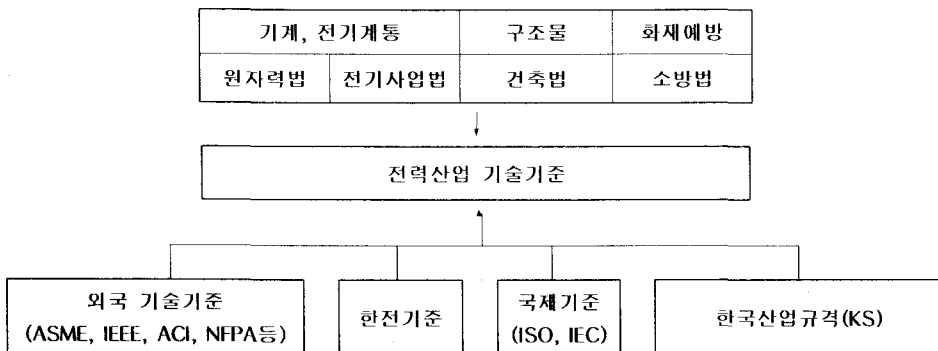 기계, 전기계통 구조물 화재예방
원자력법 전기사업법 건축법 소방법
전력산업 기술기준
외국 기술기준
(ASME, IEEE, ACI, NFPA등)
한전기준
국제기준
(ISO, IEC)
한국산업규격(KS)